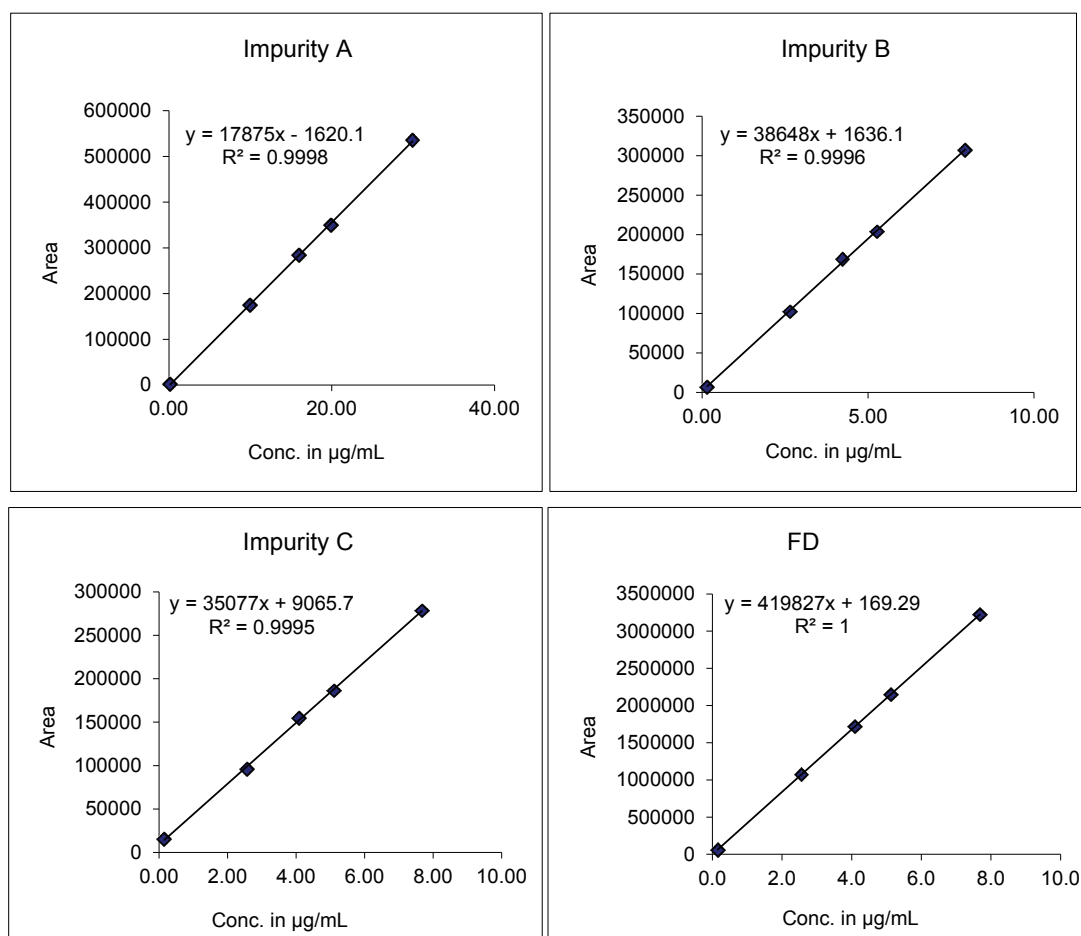 Impurity A
y = 17875x - 1620.1
R² = 0.9998
600000
500000
400000
300000
200000
100000
0
Area
0.00 20.00 40.00
Conc. in µg/mL
Impurity B
y = 38648x + 1636.1
R² = 0.9996
350000
300000
250000
200000
150000
100000
50000
0
Area
0.00 5.00 10.00
Conc. in µg/mL
Impurity C
y = 35077x + 9065.7
R² = 0.9995
300000
250000
200000
150000
100000
50000
0
Area
0.00 2.00 4.00 6.00 8.00 10.00
Conc. in µg/mL
FD
y = 419827x + 169.29
R² = 1
3500000
3000000
2500000
2000000
1500000
1000000
500000
0
Area
0.0 2.0 4.0 6.0 8.0 10.0
Conc. in µg/mL